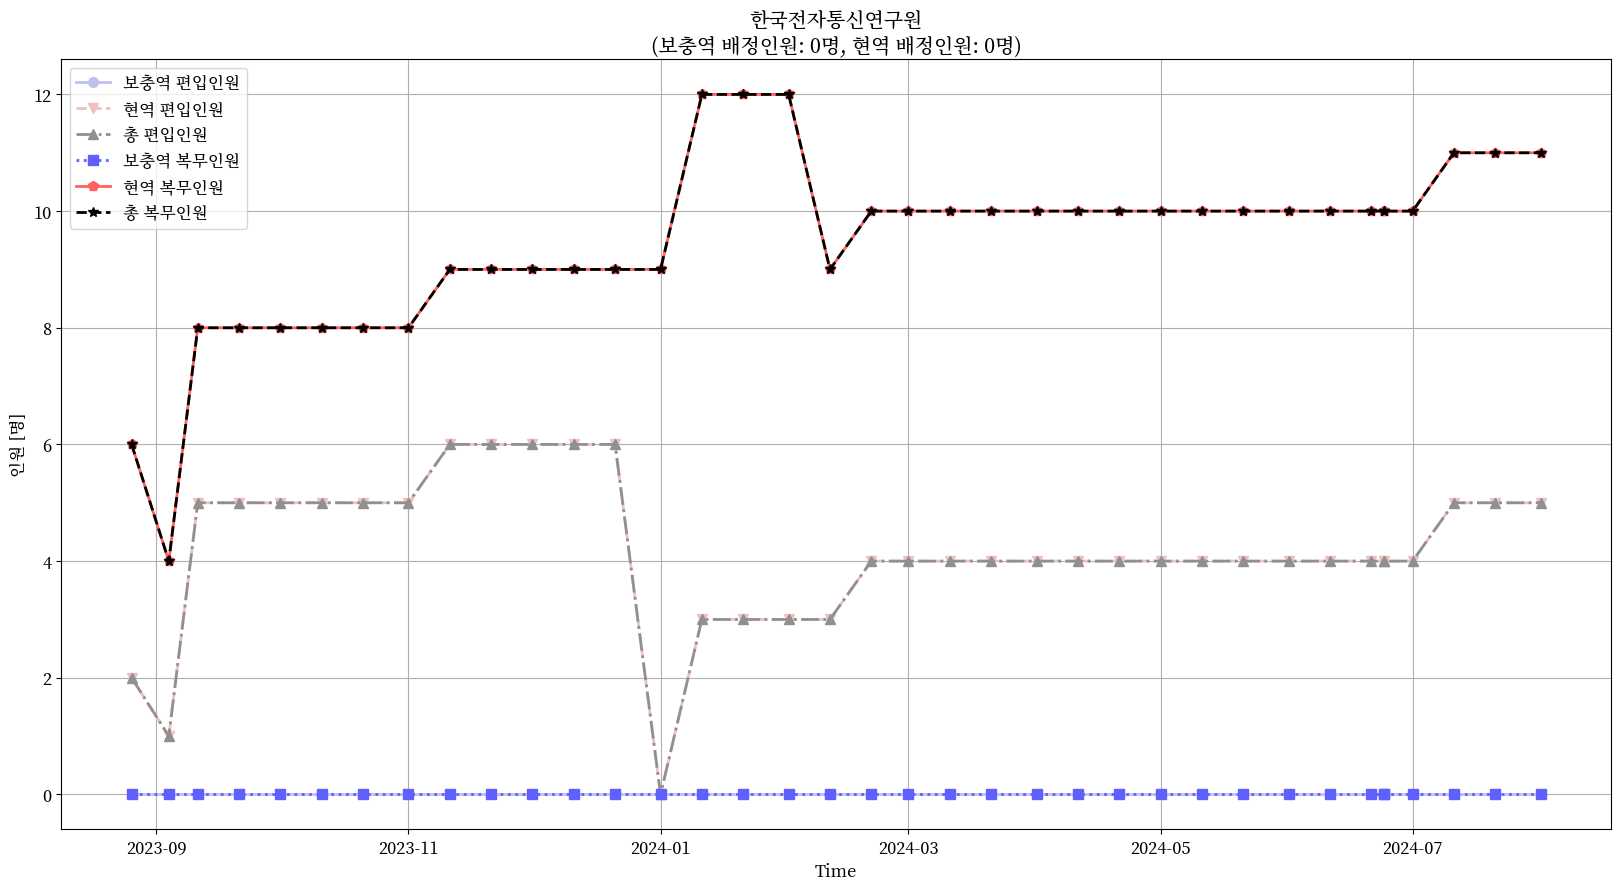 한국전자통신연구원
(보충역 배정인원: 0명, 현역 배정인원: 0명)
보충역 편입인원
현역 편입인원
총 편입인원
보충역 복무인원
현역 복무인원
총 복무인원
12
10
8
6
4
2
0
인원 [명]
2023-09
2023-11
2024-01
2024-03
2024-05
2024-07
Time